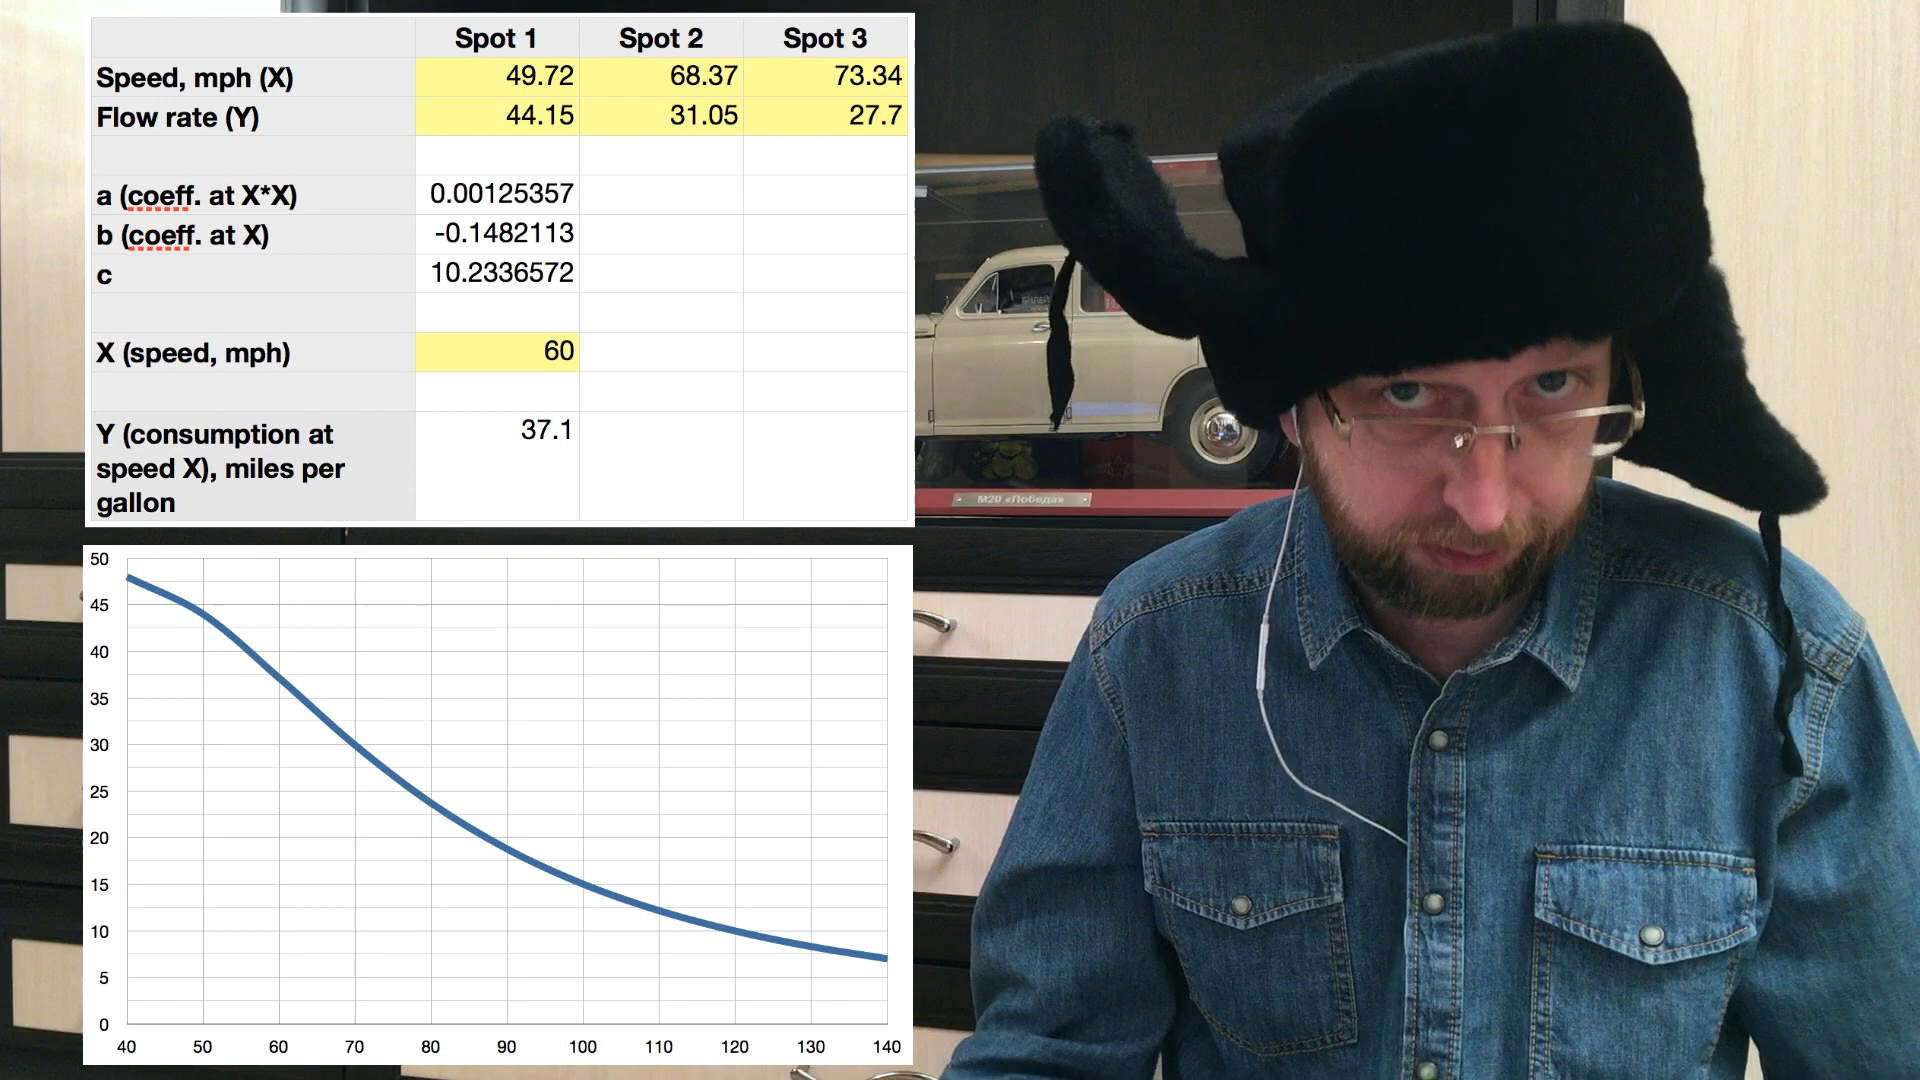 Spot 1 Spot 2 Spot 3
Speed, mph (X) 49.72 68.37 73.34
Flow rate (Y) 44.15 31.05 27.7
a (coeff. at X*X) 0.00125357
b (coeff. at X) -0.1482113
c 10.2336572
X (speed, mph) 60
Y (consumption at 37.1
speed X), miles per
gallon
50
45
40
35
30
25
20
15
10
5
0
40 50 60 70 80 90 100 110 120 130 140
М20 «Победа»